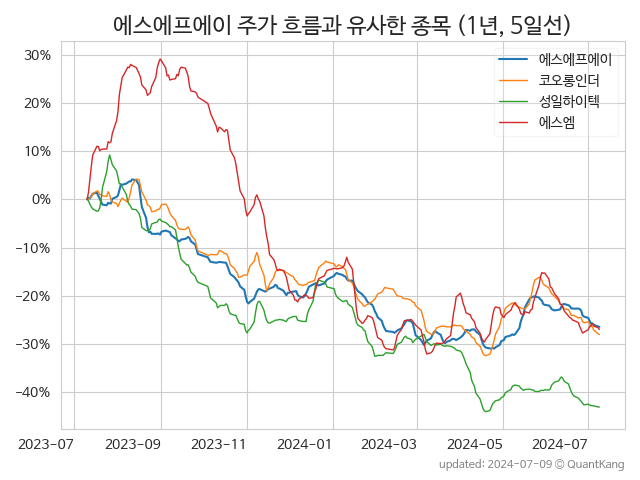 에스에프에이 주가 흐름과 유사한 종목 (1년, 5일선)
에스에프에이
코오롱인더
성일하이텍
에스엠
30%
20%
10%
0%
−10%
−20%
−30%
−40%
2023-07
2023-09
2023-11
2024-01
2024-03
2024-05
2024-07
updated: 2024-07-09 © QuantKang